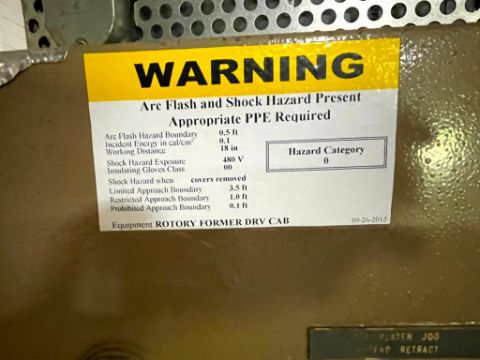 WARNING
Arc Flash and Shock Hazard Present
Appropriate PPE Required
Arc Flash Hazard Boundary 0.5 ft
Incident Energy in cal/cm² 0.1
Working Distance 18 in
Shock Hazard Exposure 480 V
Insulating Gloves Class 00
Shock Hazard when covers removed
Limited Approach Boundary 3.5 ft
Restricted Approach Boundary 1.0 ft
Prohibited Approach Boundary 0.1 ft
Hazard Category
0
Equipment ROTORY FORMER DRV CAB
09-26-2012
PLATEN JOG
RETRACT